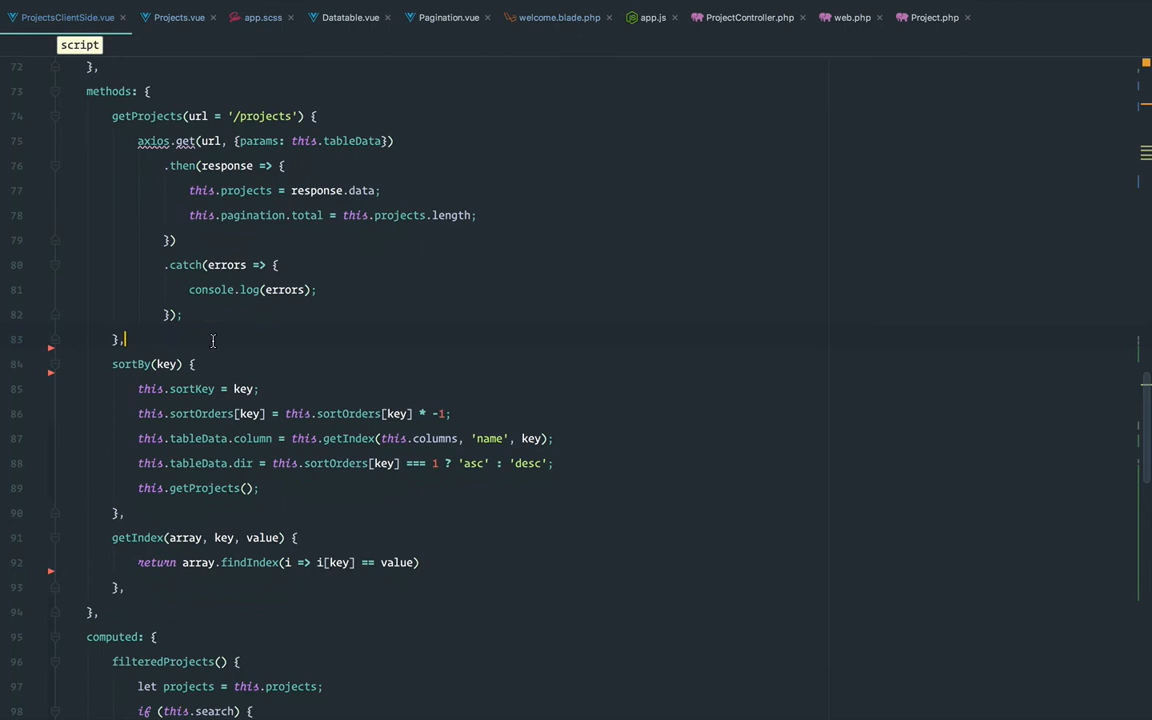 ProjectsClientSide.vue × Projects.vue × app.scss × Datatable.vue × Pagination.vue × welcome.blade.php × app.js × ProjectController.php × web.php × Project.php ×
script
72 },
73 methods: {
74 getProjects(url = '/projects') {
75 axios.get(url, {params: this.tableData})
76 .then(response => {
77 this.projects = response.data;
78 this.pagination.total = this.projects.length;
79 })
80 .catch(errors => {
81 console.log(errors);
82 });
83 },
84 sortBy(key) {
85 this.sortKey = key;
86 this.sortOrders[key] = this.sortOrders[key] * -1;
87 this.tableData.column = this.getIndex(this.columns, 'name', key);
88 this.tableData.dir = this.sortOrders[key] === 1 ? 'asc' : 'desc';
89 this.getProjects();
90 },
91 getIndex(array, key, value) {
92 return array.findIndex(i => i[key] == value)
93 },
94 },
95 computed: {
96 filteredProjects() {
97 let projects = this.projects;
98 if (this.search) {